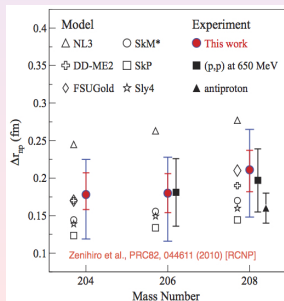 Model
Experiment
NL3
SkM*
This work
DD-ME2
SkP
(p,p) at 650 MeV
FSUGold
Sly4
antiproton
0.4
0.35
0.3
0.25
0.2
0.15
0.1
Δrnp (fm)
Zenihiro et al., PRC82, 044611 (2010) [RCNP]
204
206
208
Mass Number